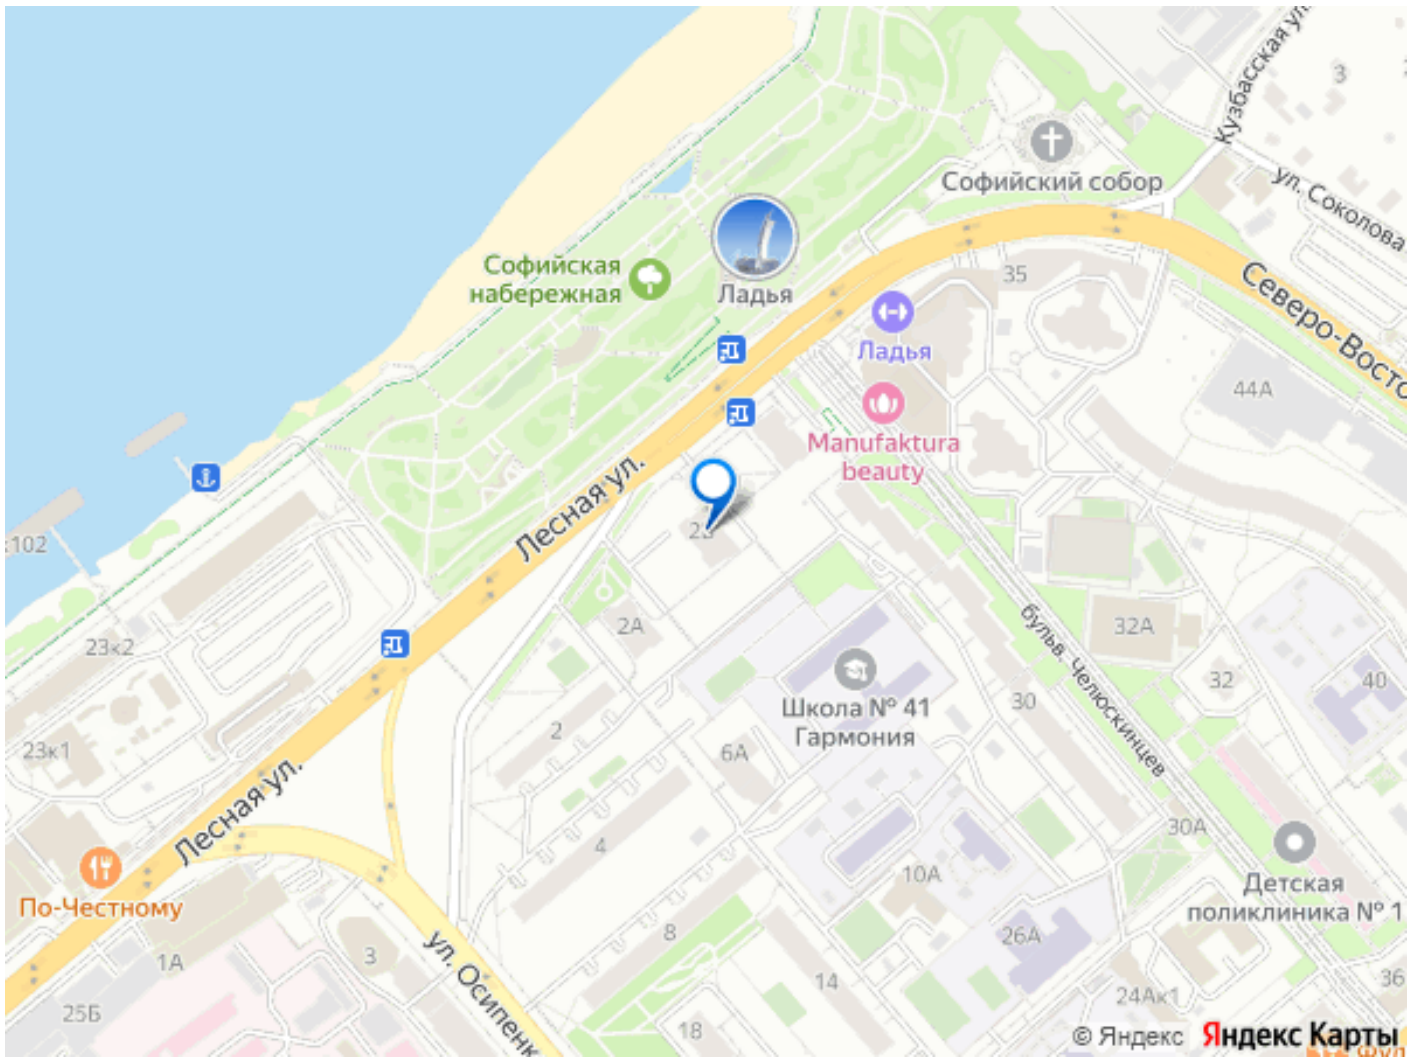 Кузбасская ул.
3
Софийский собор
ул. Соколова
Софийская
набережная
Ладья
35
Северо-Восто
Ладья
44А
Manufaktura
beauty
Лесная ул.
к102
2А
32А
бульв. Челюскинцев
23к2
32
40
Школа № 41
Гармония
30
2
23к1
6А
Лесная ул.
30А
4
По-Честному
10А
Детская
поликлиника № 1
8
26А
ул. Осипенк
3
1А
14
36
24Ак1
25Б
18
© Яндекс
Яндекс Карты